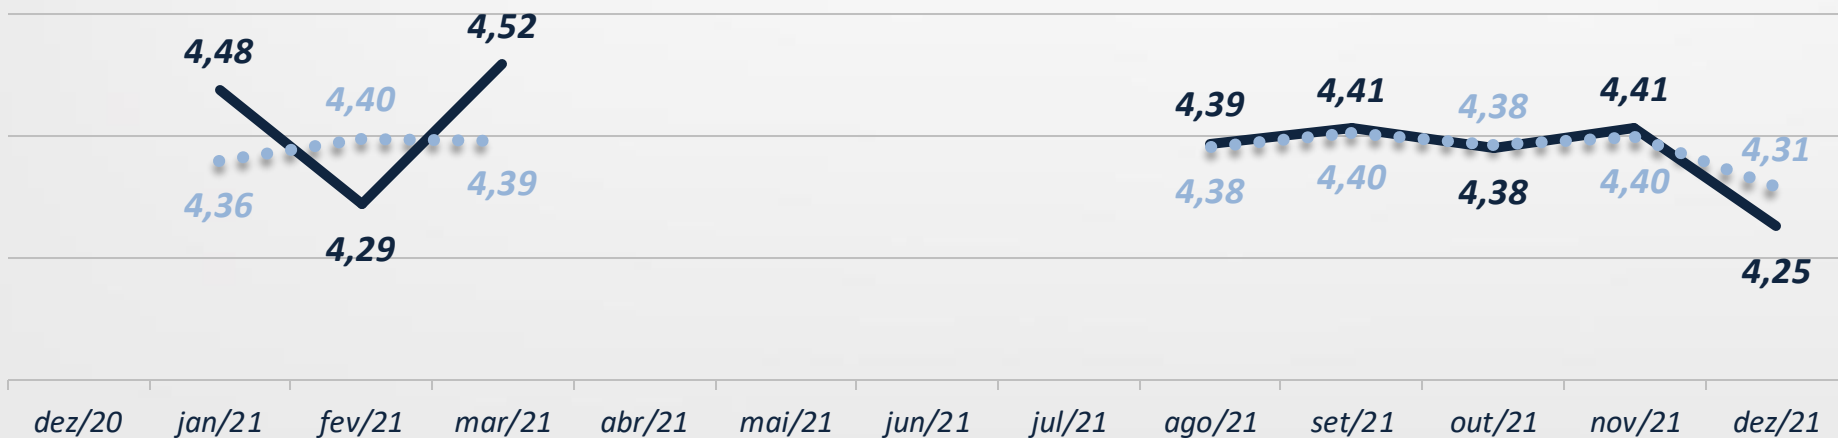 4,48 4,52
4,40
4,36 4,39
4,29
4,39 4,41 4,38 4,41
4,31
4,38 4,40 4,38 4,40
4,25
dez/20 jan/21 fev/21 mar/21 abr/21 mai/21 jun/21 jul/21 ago/21 set/21 out/21 nov/21 dez/21